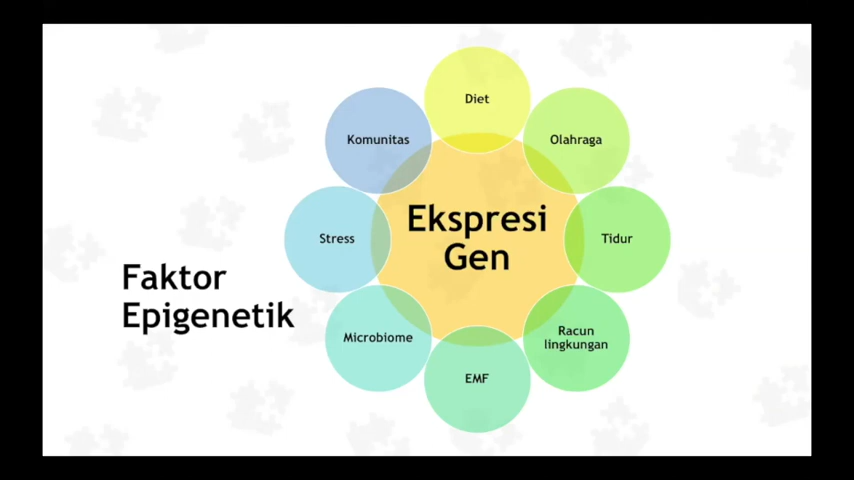 Faktor
Epigenetik
Ekspresi
Gen
Diet
Olahraga
Tidur
Racun
lingkungan
EMF
Microbiome
Stress
Komunitas